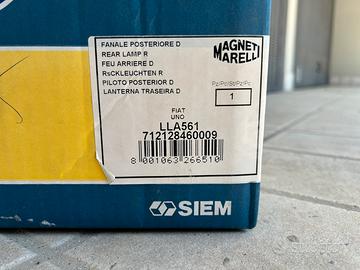 FANALE POSTERIORE D
REAR LAMP R
FEU ARRIERE D
RsCKLEUCHTEN R
PILOTO POSTERIOR D
LANTERNA TRASEIRA D
MAGNETI
MARELLI
Pz/Pc/St/Pz/Pc
1
FIAT
UNO
LLA561
712128460009
8 001063 266510
SIEM
subito